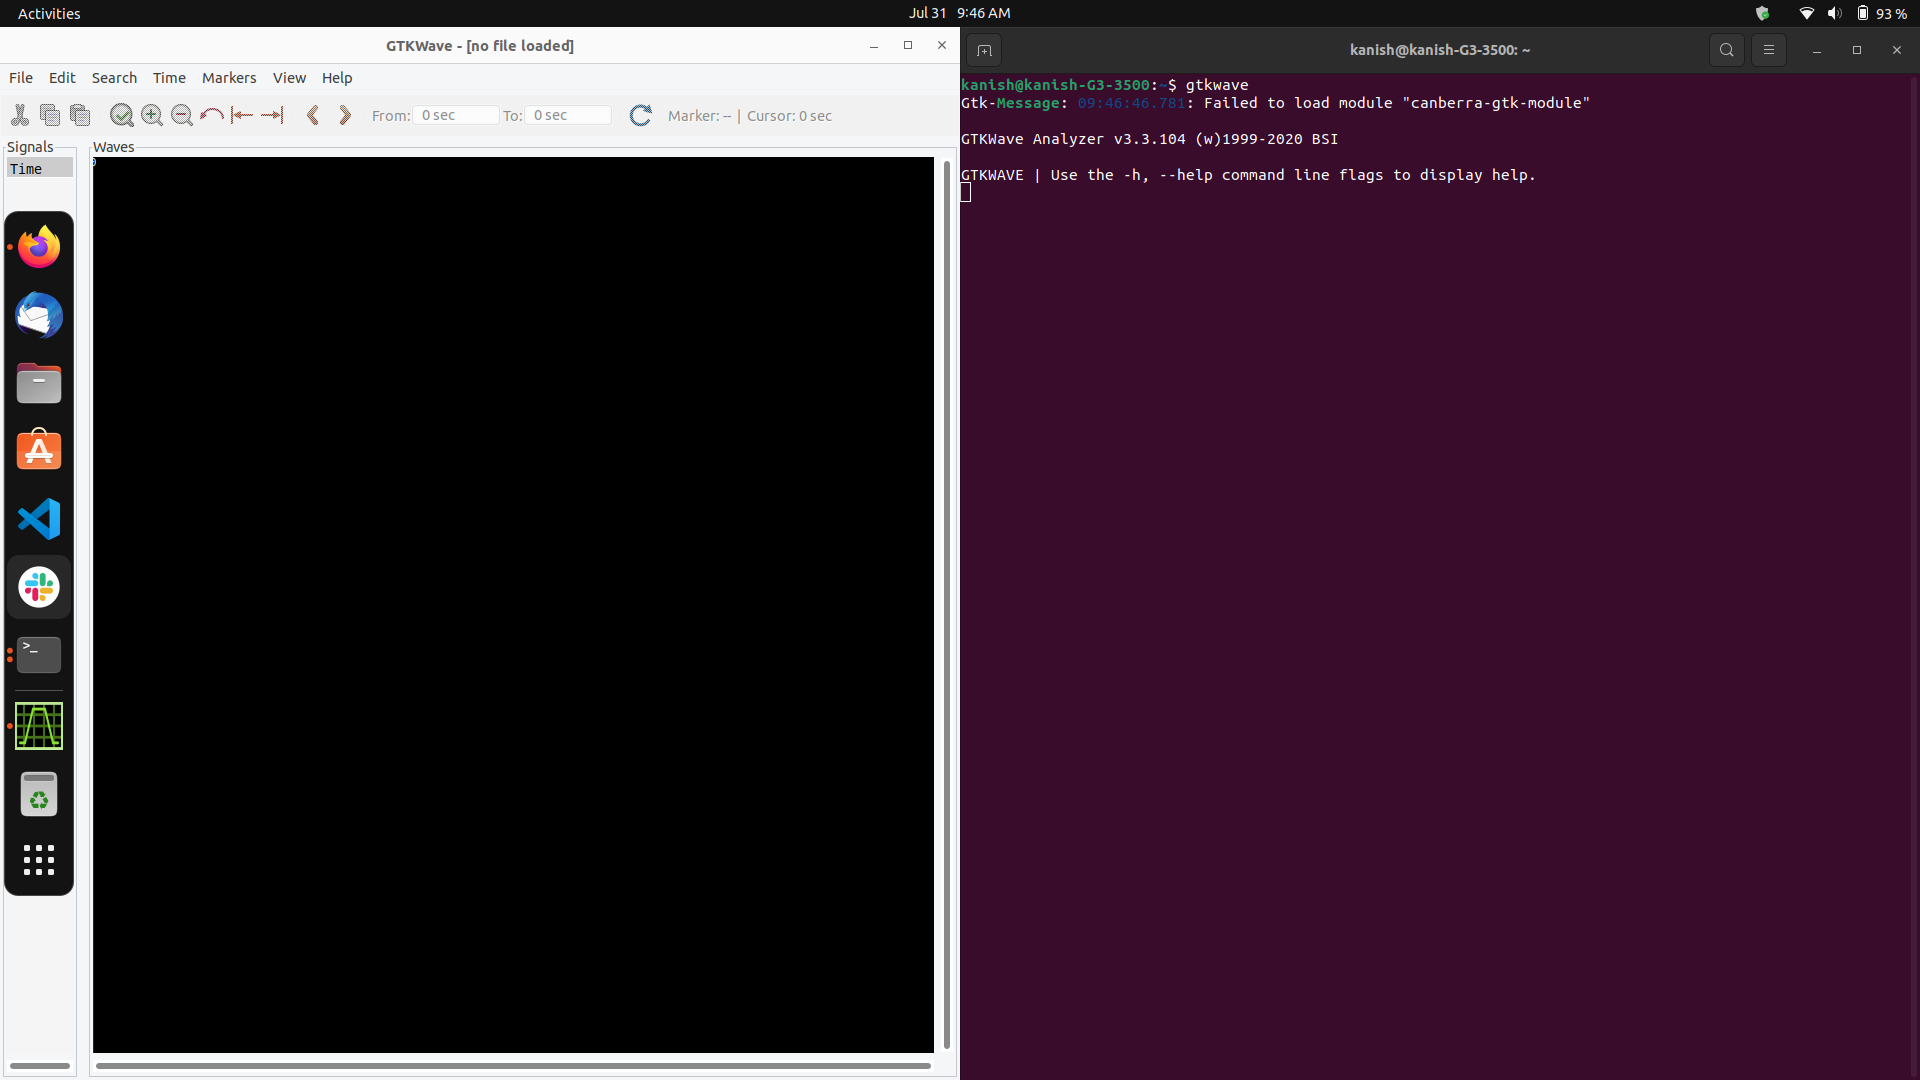 Activities
Jul 31 9:46 AM
93 %
GTKWave - [no file loaded]
File Edit Search Time Markers View Help
From: 0 sec To: 0 sec Marker: -- | Cursor: 0 sec
Signals
Time
Waves
0
kanish@kanish-G3-3500: ~
kanish@kanish-G3-3500:~$ gtkwave
Gtk-Message: 09:46:46.781: Failed to load module "canberra-gtk-module"
GTKWave Analyzer v3.3.104 (w)1999-2020 BSI
GTKWAVE | Use the -h, --help command line flags to display help.
>_